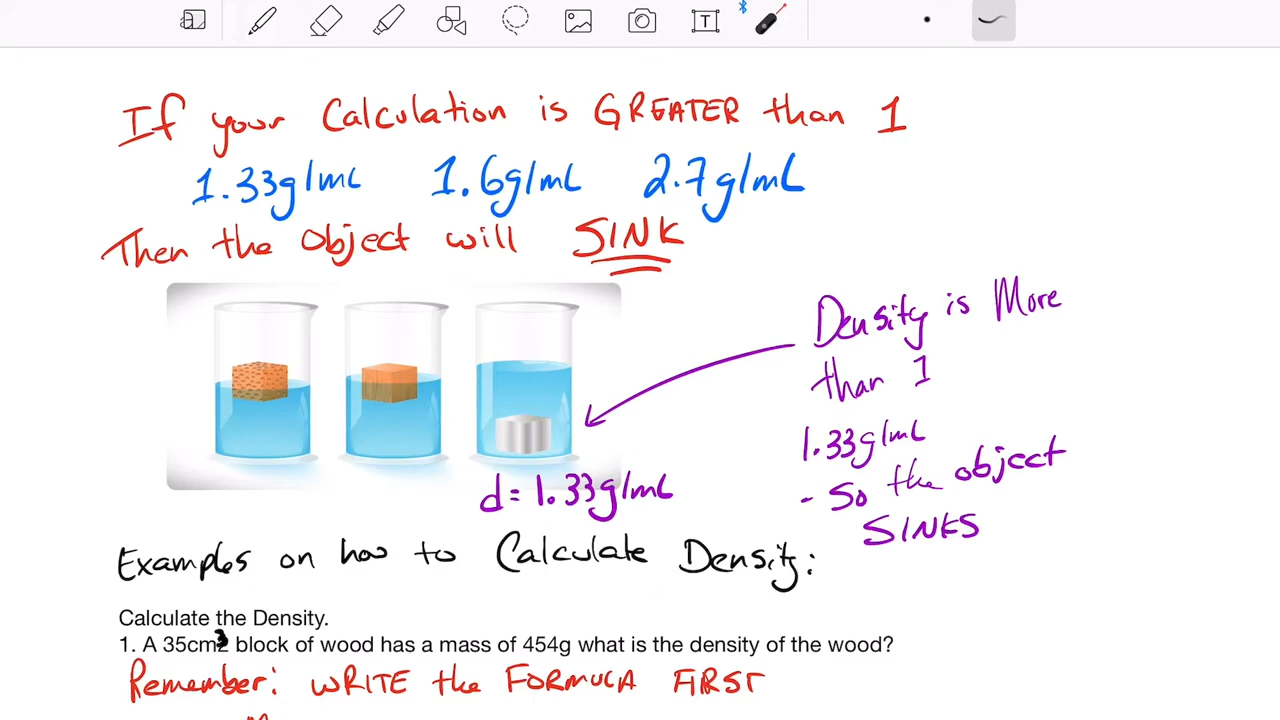 If your Calculation is GREATER than 1
1.33g/mL 1.6g/mL 2.7g/mL
Then the Object will SINK
Density is More
than 1
1.33g/mL
- So the object
SINKS
d = 1.33g/mL
Examples on how to Calculate Density:
Calculate the Density.
1. A 35cm3 block of wood has a mass of 454g what is the density of the wood?
Remember: WRITE the FORMULA FIRST